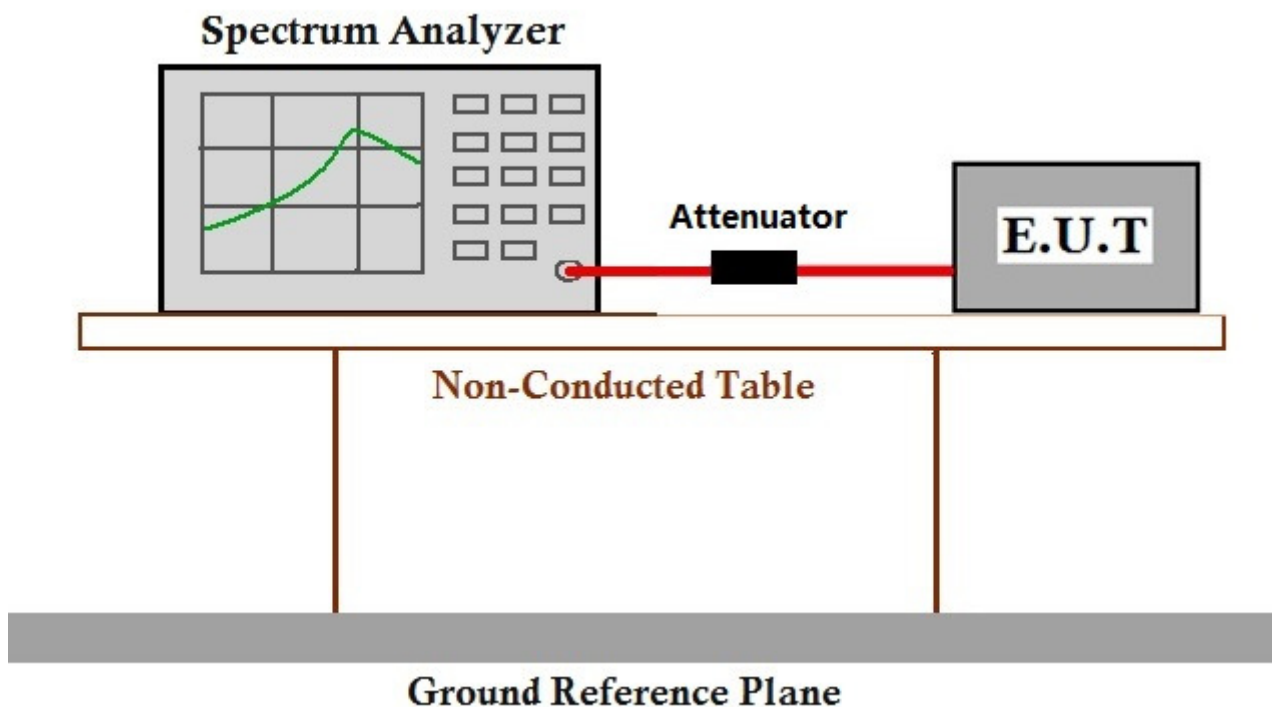 Spectrum Analyzer
Attenuator
E.U.T
Non-Conducted Table
Ground Reference Plane